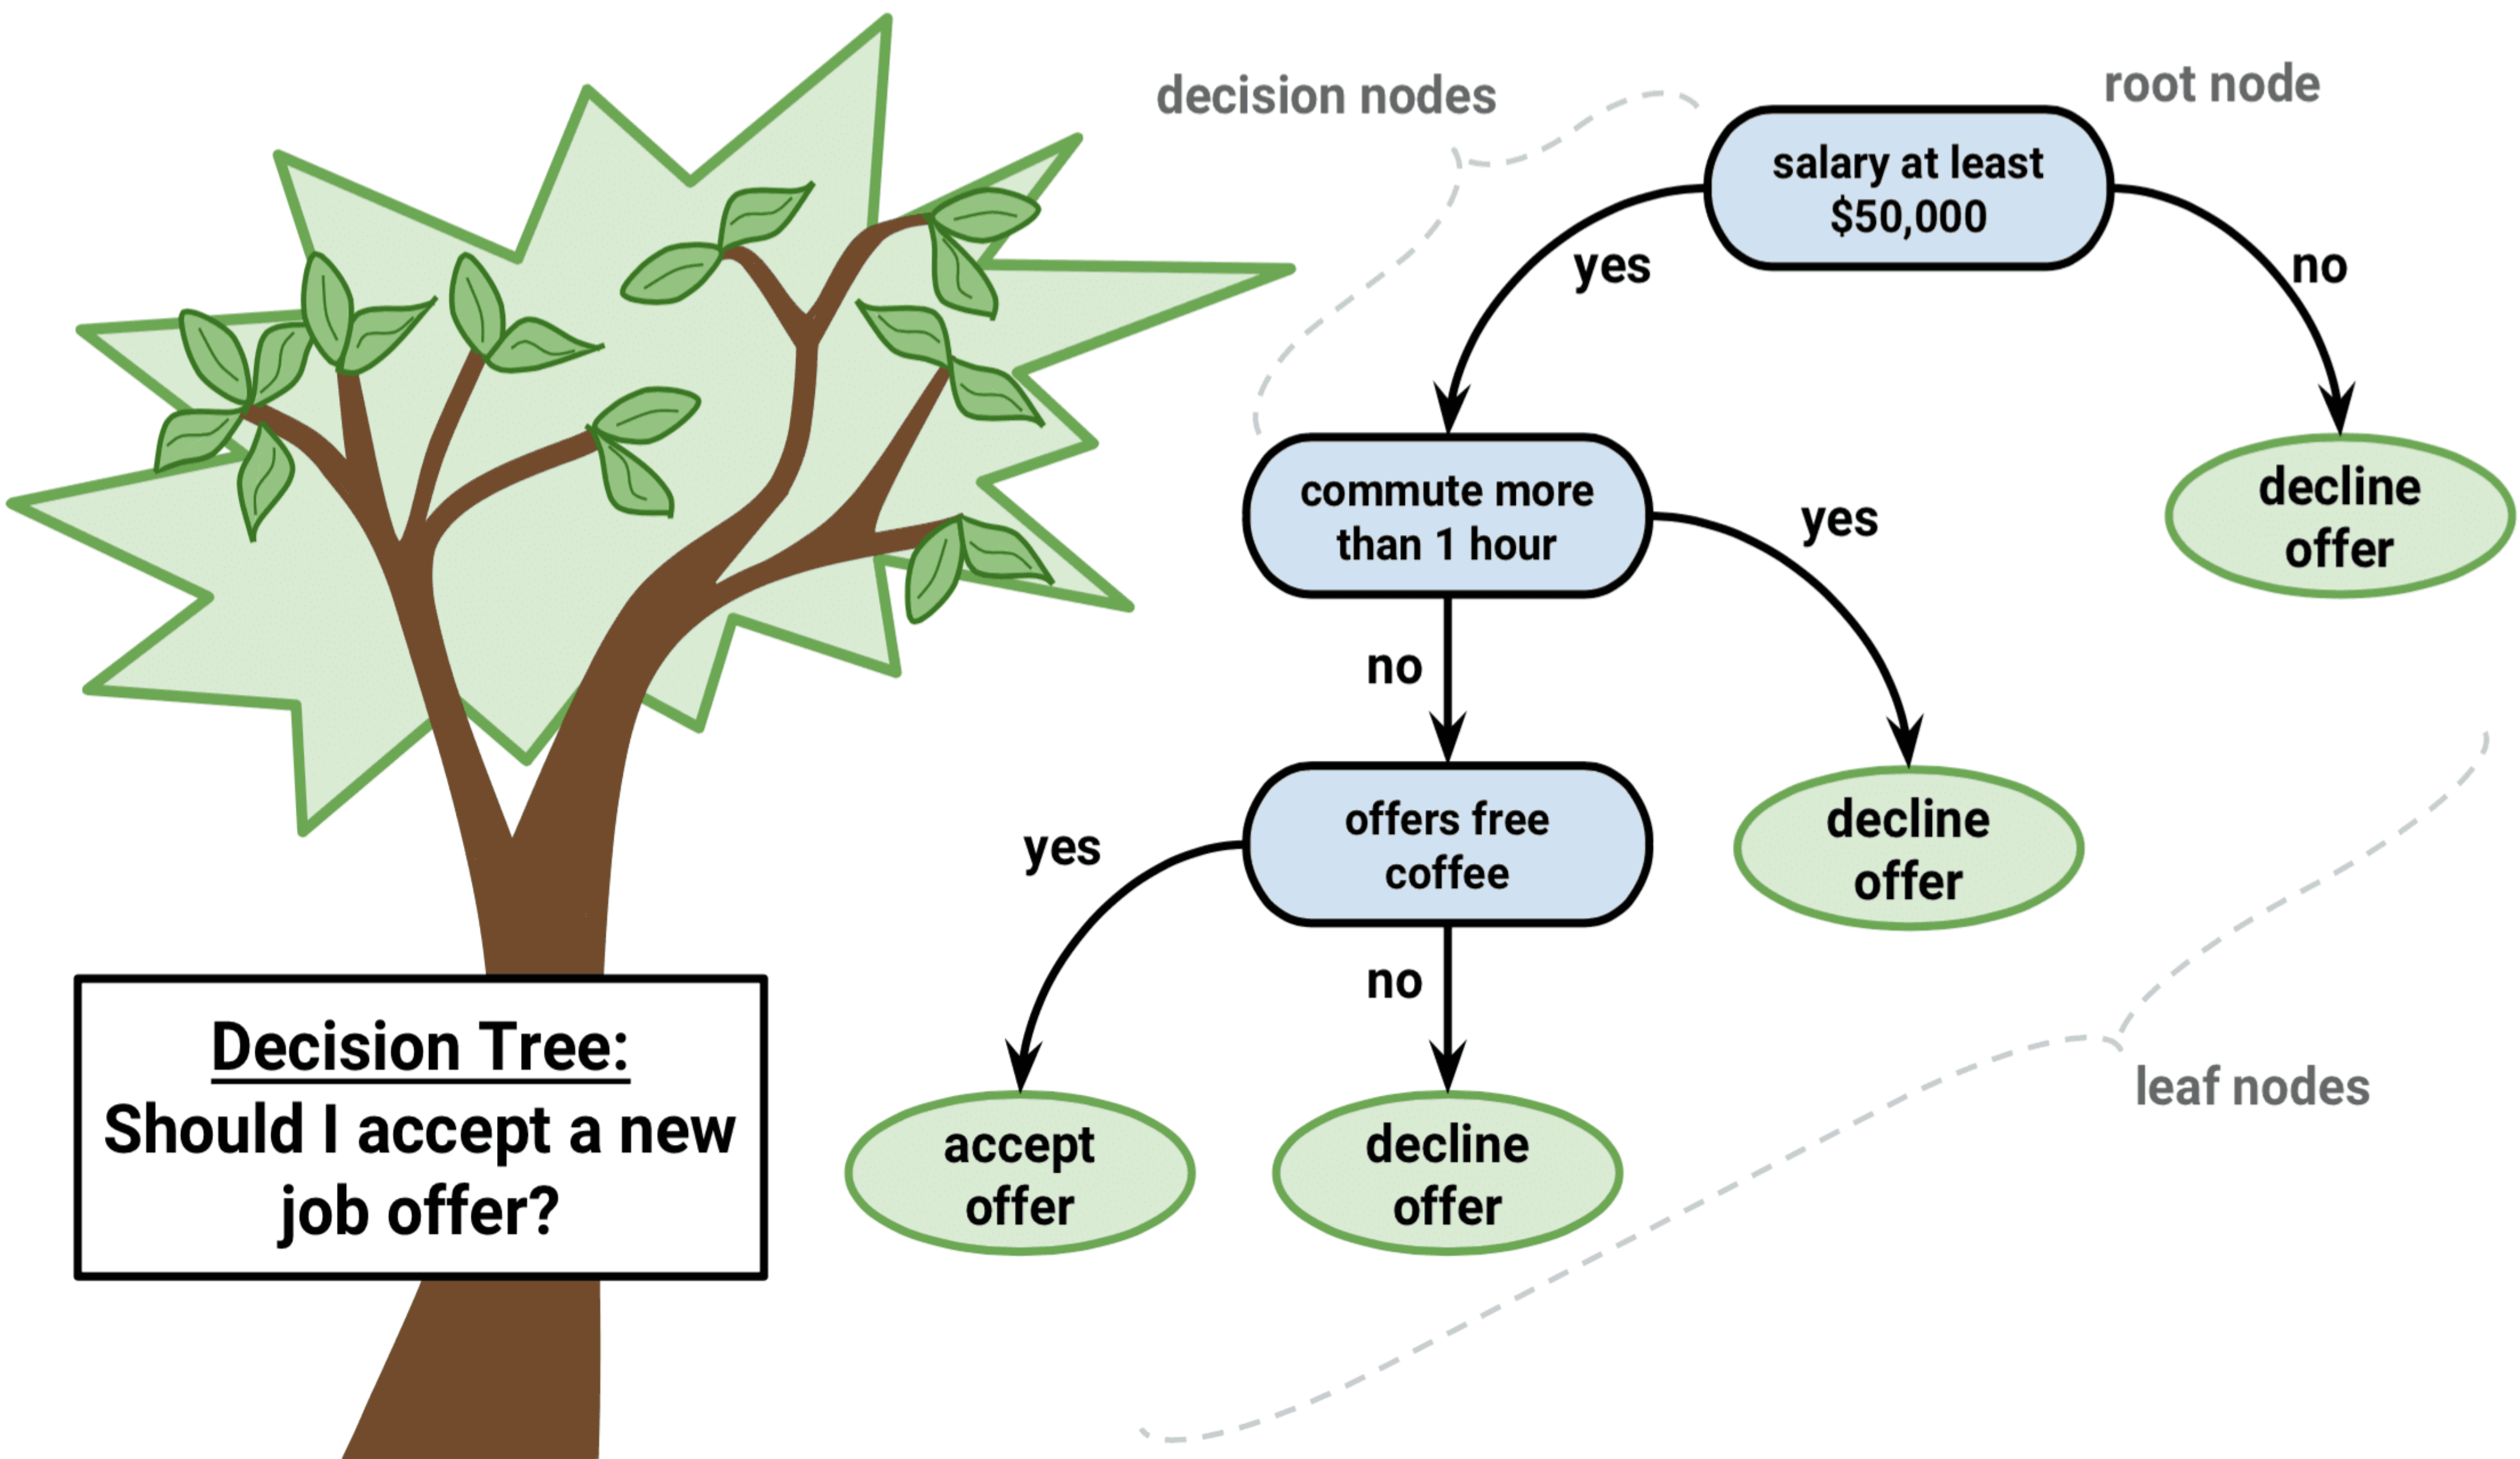 decision nodes
root node
salary at least
$50,000
yes
no
commute more
than 1 hour
yes
decline
offer
no
offers free
coffee
yes
decline
offer
no
accept
offer
decline
offer
leaf nodes
Decision Tree:
Should I accept a new
job offer?